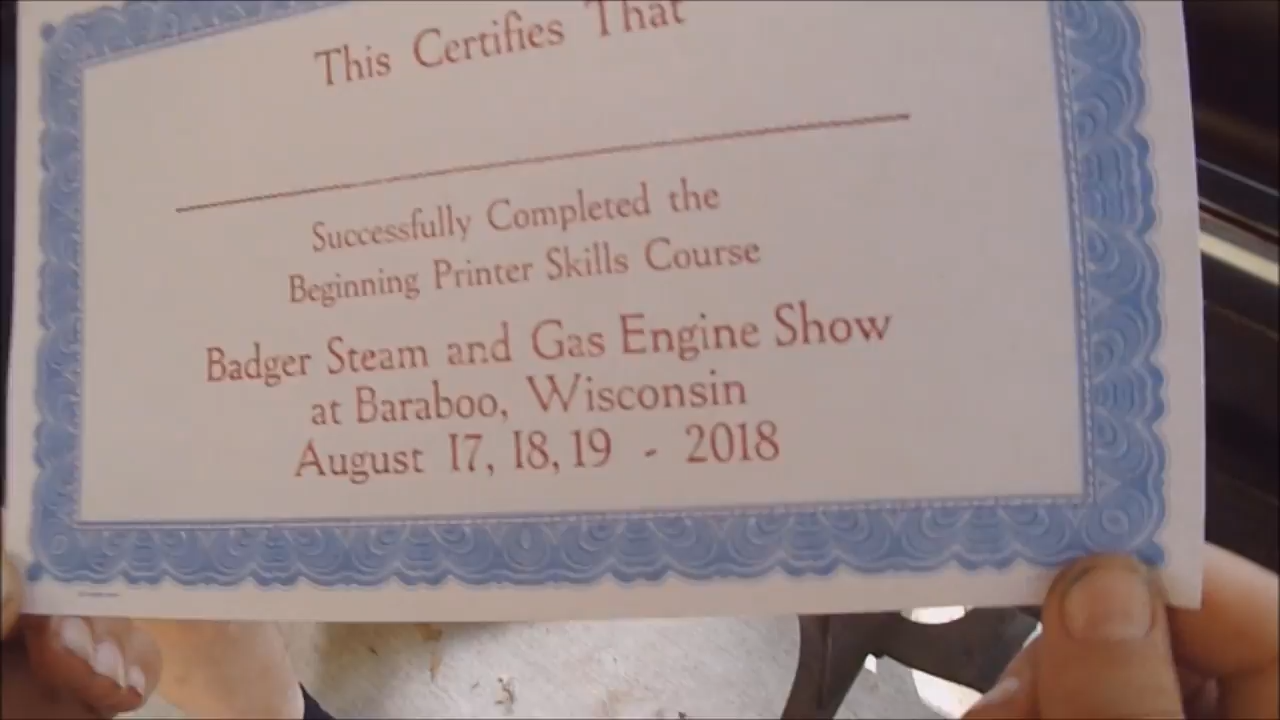 This Certifies That
Successfully Completed the
Beginning Printer Skills Course
Badger Steam and Gas Engine Show
at Baraboo, Wisconsin
August 17, 18, 19 - 2018